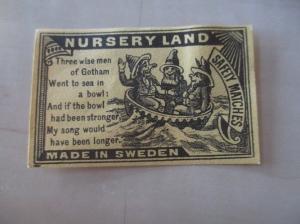 NURSERY LAND
Three wise men
of Gotham
Went to sea in
a bowl:
And if the bowl
had been stronger
My song would
have been longer.
SAFETY MATCHES
MADE IN SWEDEN